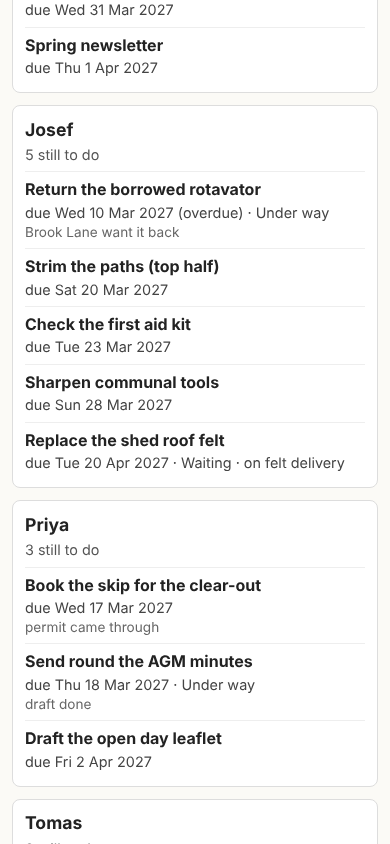 due Wed 31 Mar 2027
Spring newsletter
due Thu 1 Apr 2027
Josef
5 still to do
Return the borrowed rotavator
due Wed 10 Mar 2027 (overdue) · Under way
Brook Lane want it back
Strim the paths (top half)
due Sat 20 Mar 2027
Check the first aid kit
due Tue 23 Mar 2027
Sharpen communal tools
due Sun 28 Mar 2027
Replace the shed roof felt
due Tue 20 Apr 2027 · Waiting · on felt delivery
Priya
3 still to do
Book the skip for the clear-out
due Wed 17 Mar 2027
permit came through
Send round the AGM minutes
due Thu 18 Mar 2027 · Under way
draft done
Draft the open day leaflet
due Fri 2 Apr 2027
Tomas